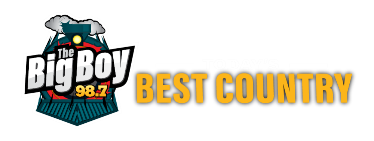 The
Big Boy
98.7
BEST COUNTRY